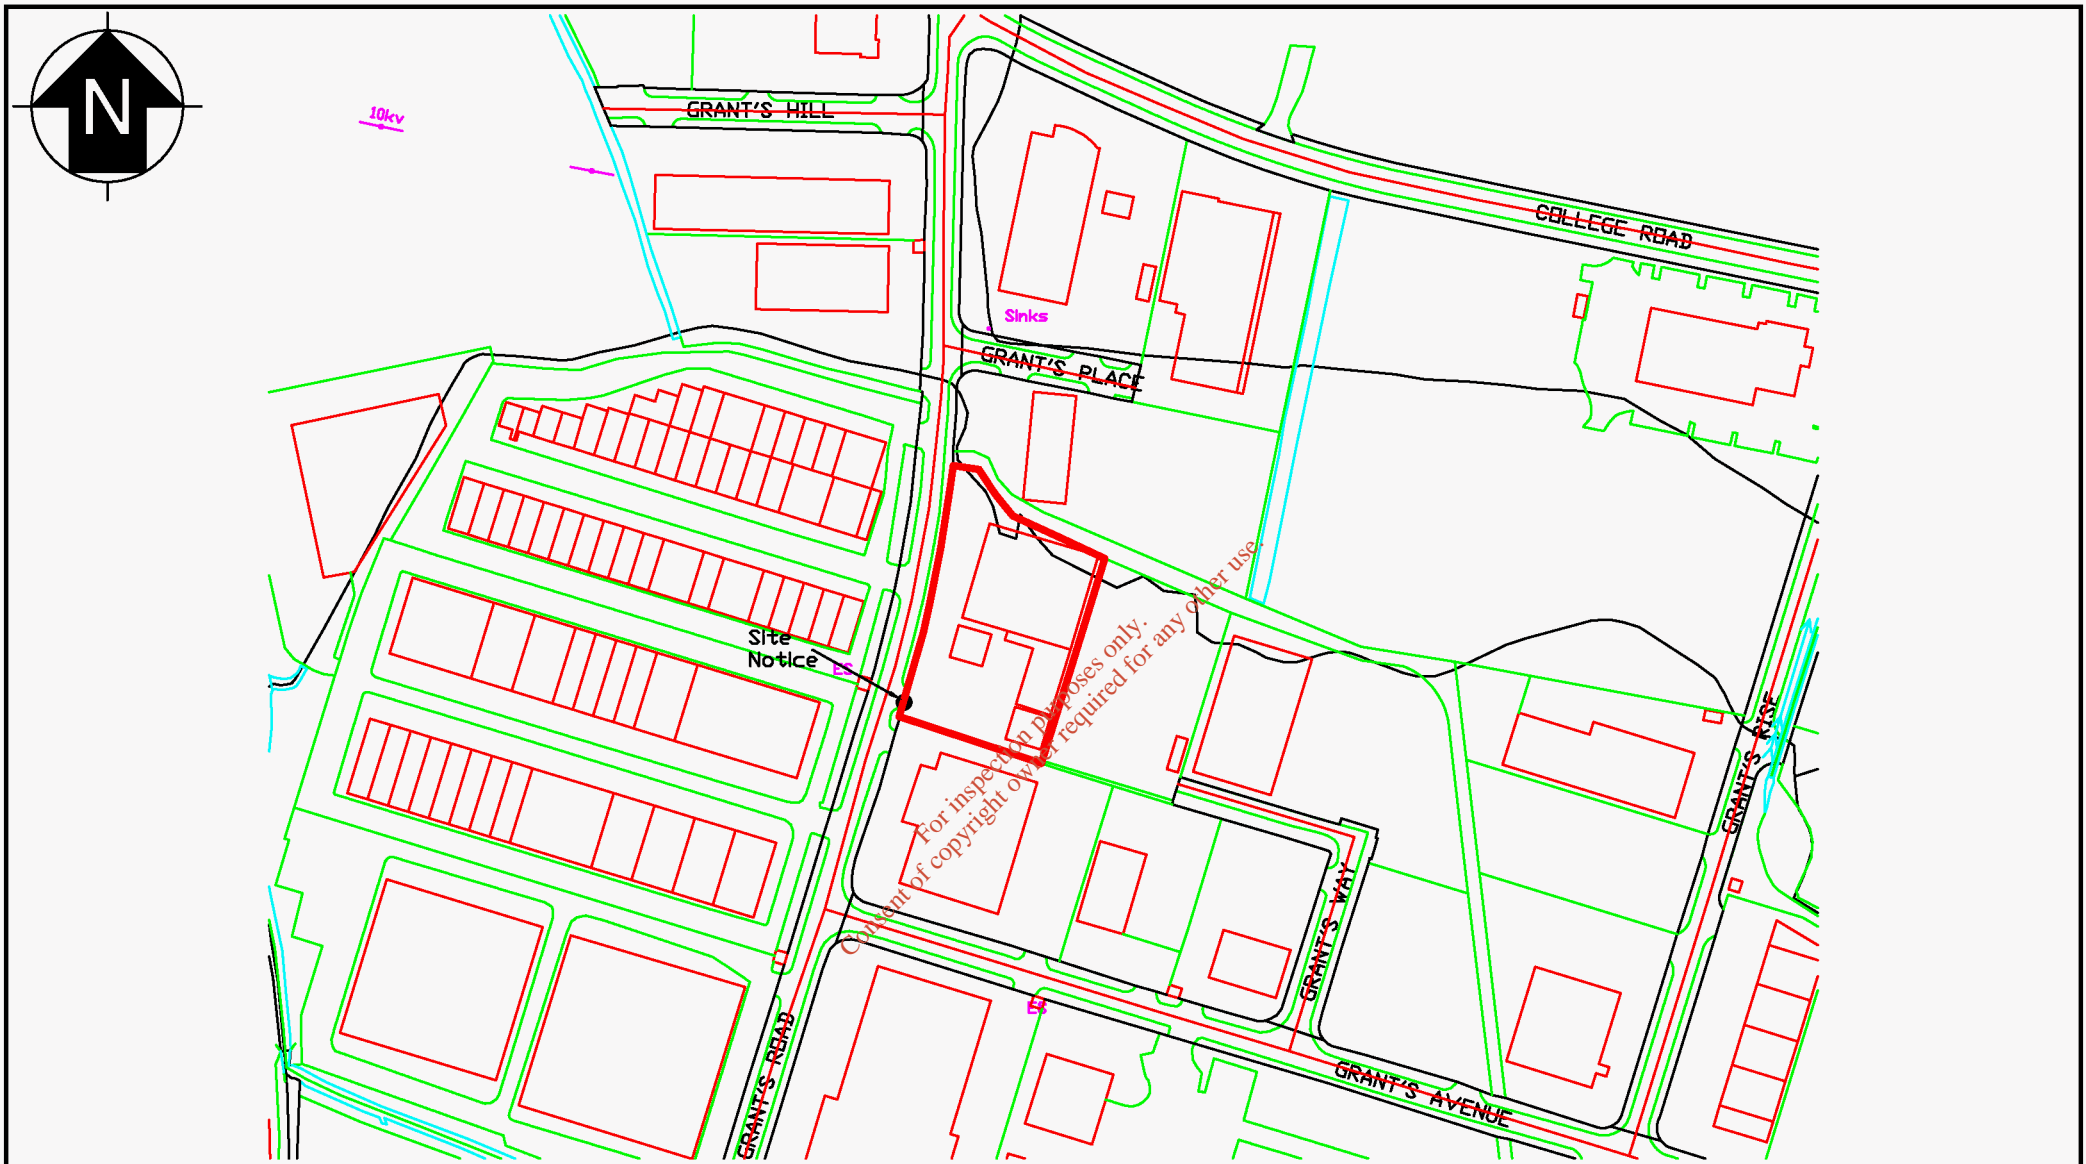 N
10kv
GRANT'S HILL
COLLEGE ROAD
Sinks
GRANT'S PLACE
Site
Notice
ES
For inspection purposes only.
Consent of copyright owner required for any other use.
GRANT'S RISE
GRANT'S WAY
ES
GRANT'S ROAD
GRANT'S AVENUE